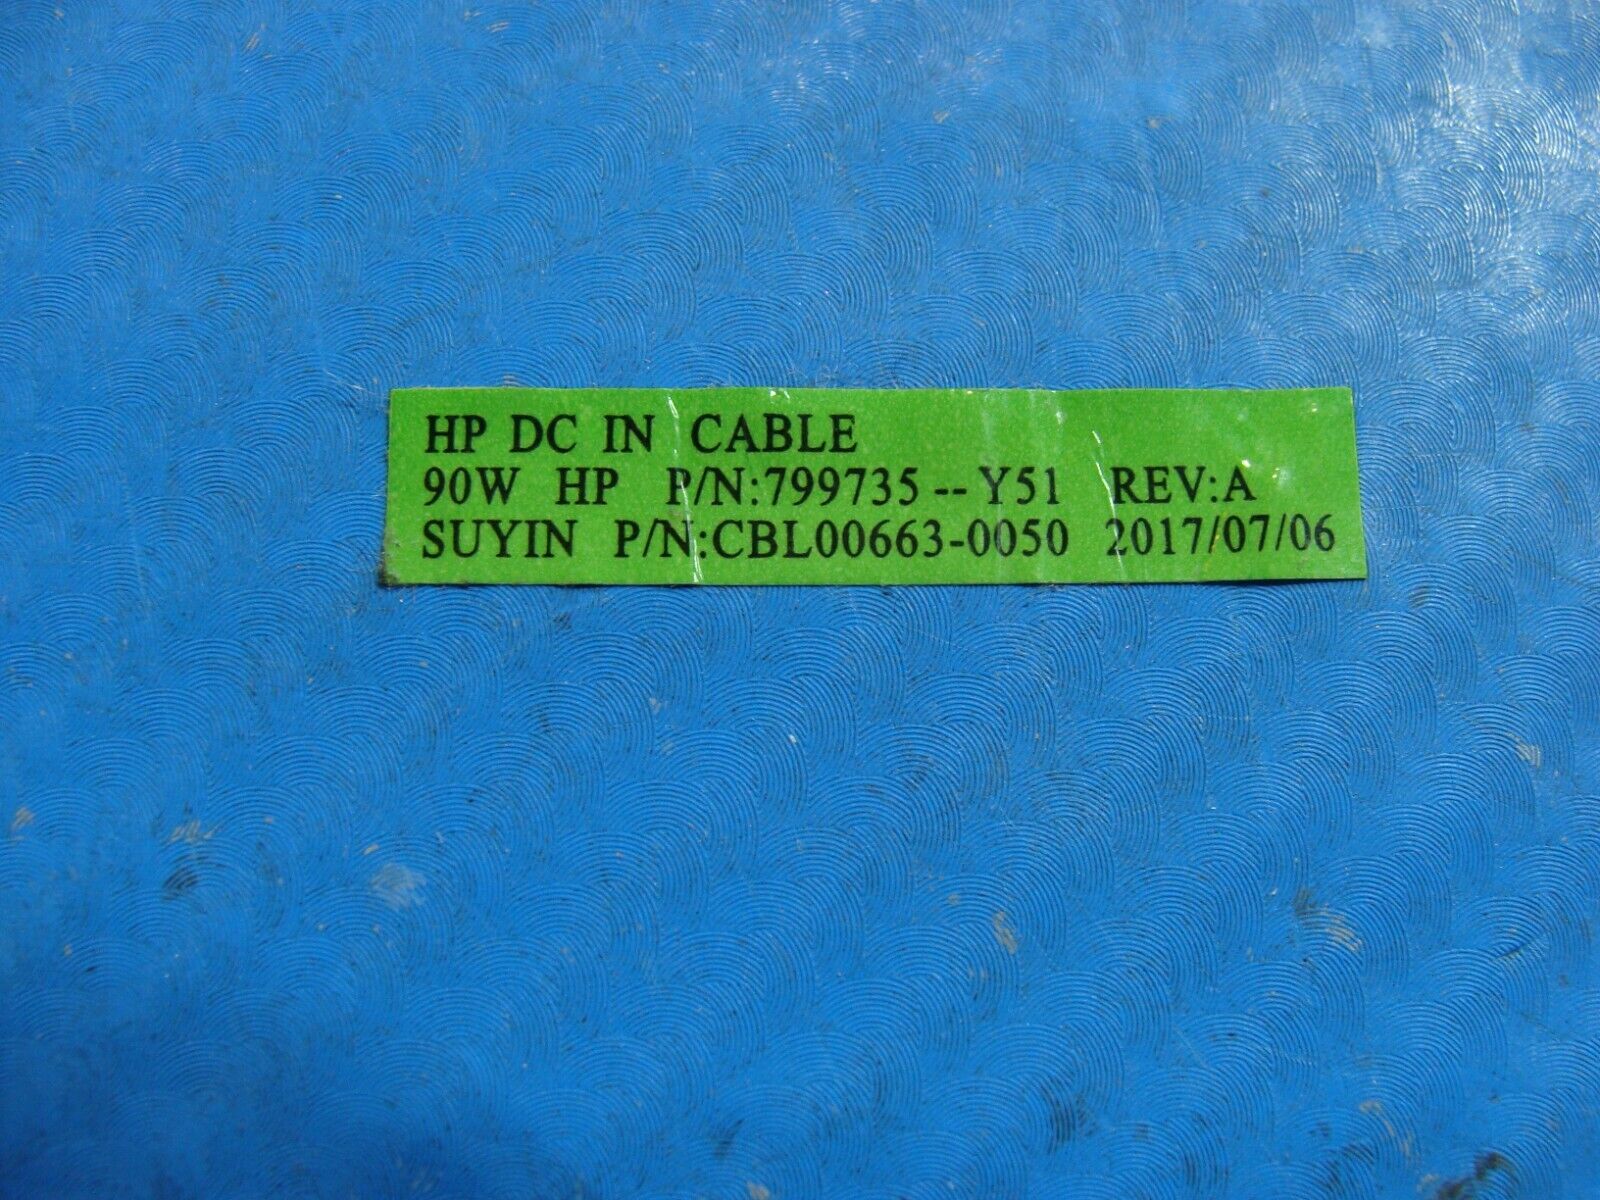 HP DC IN CABLE
90W HP P/N:799735--Y51 REV:A
SUYIN P/N:CBL00663-0050 2017/07/06